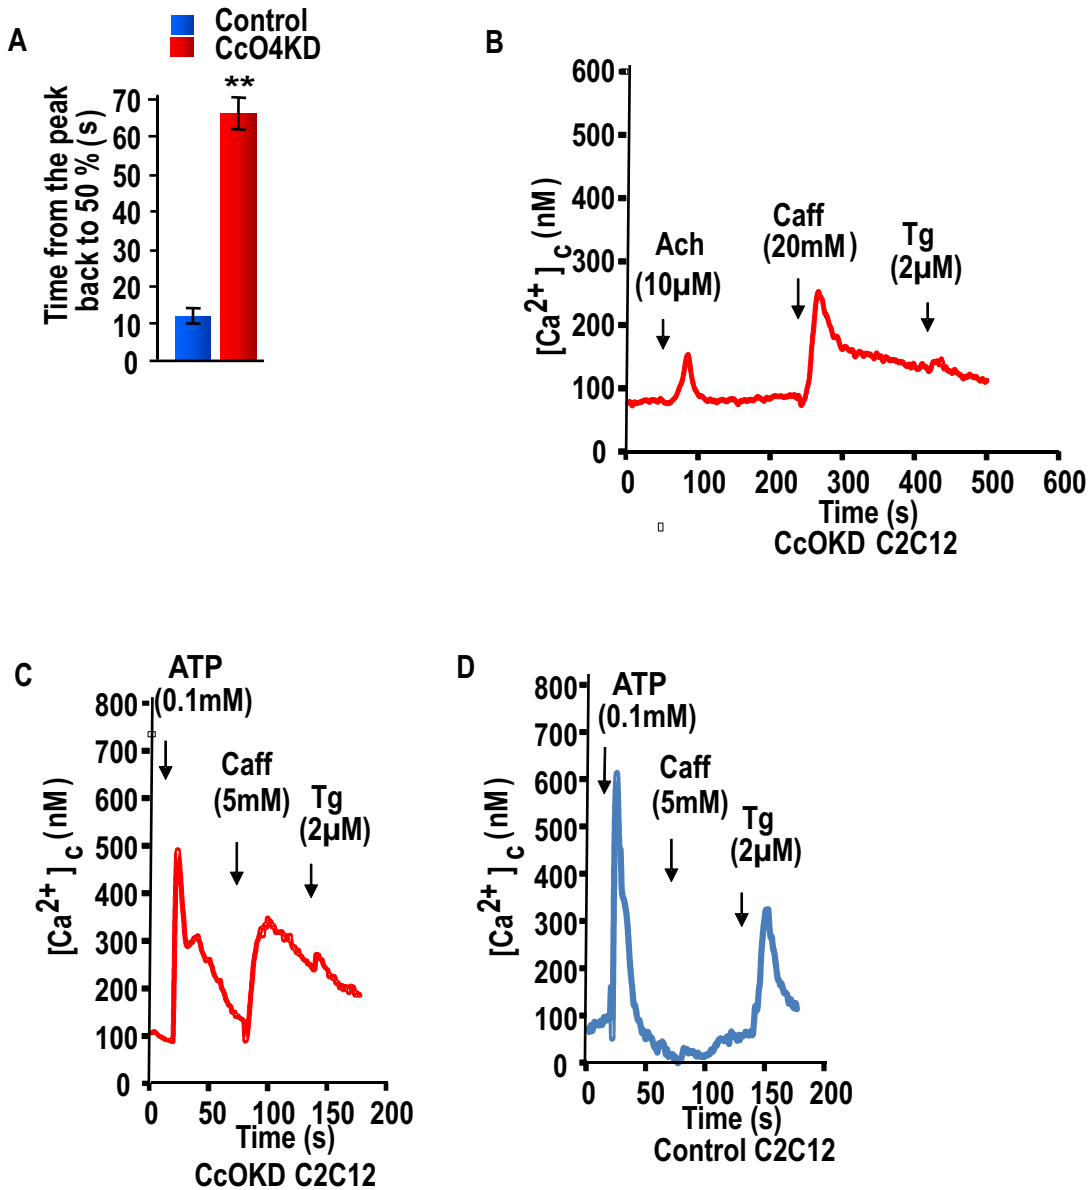 A
Control
CcO4KD
Time from the peak
back to 50 % (s)
**
70
60
50
40
30
20
10
0
B
[Ca2+ ]c (nM)
600
500
400
300
200
100
0
Ach
(10µM)
Caff
(20mM)
Tg
(2µM)
0 100 200 300 400 500 600
Time (s)
CcOKD C2C12
C
[Ca2+ ]c (nM)
800
700
600
500
400
300
200
100
0
ATP
(0.1mM)
Caff
(5mM)
Tg
(2µM)
0 50 100 150 200
Time (s)
CcOKD C2C12
D
[Ca2+ ]c (nM)
800
700
600
500
400
300
200
100
0
ATP
(0.1mM)
Caff
(5mM)
Tg
(2µM)
0 50 100 150 200
Time (s)
Control C2C12